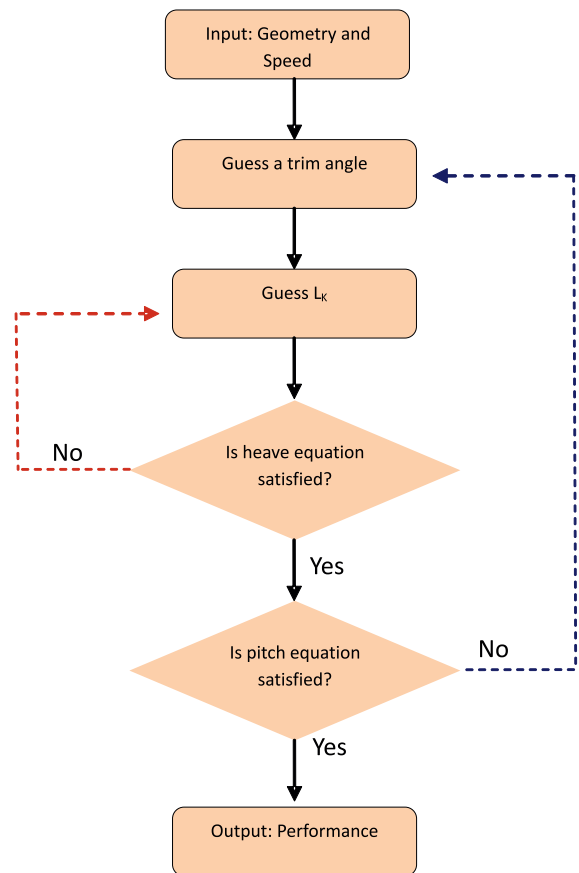 Input: Geometry and
Speed
Guess a trim angle
Guess Lₖ
No
Is heave equation
satisfied?
Yes
Is pitch equation
satisfied?
No
Yes
Output: Performance